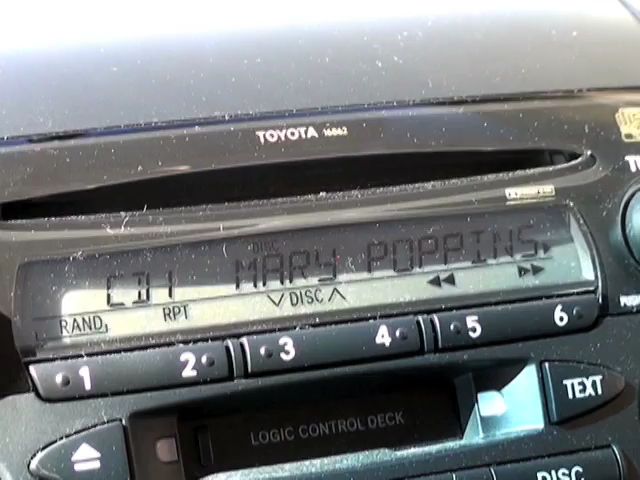 TOYOTA 16862
DISC
CD1 MARY POPPINS
RAND RPT DISC
1 2 3 4 5 6
TEXT
LOGIC CONTROL DECK
DISC